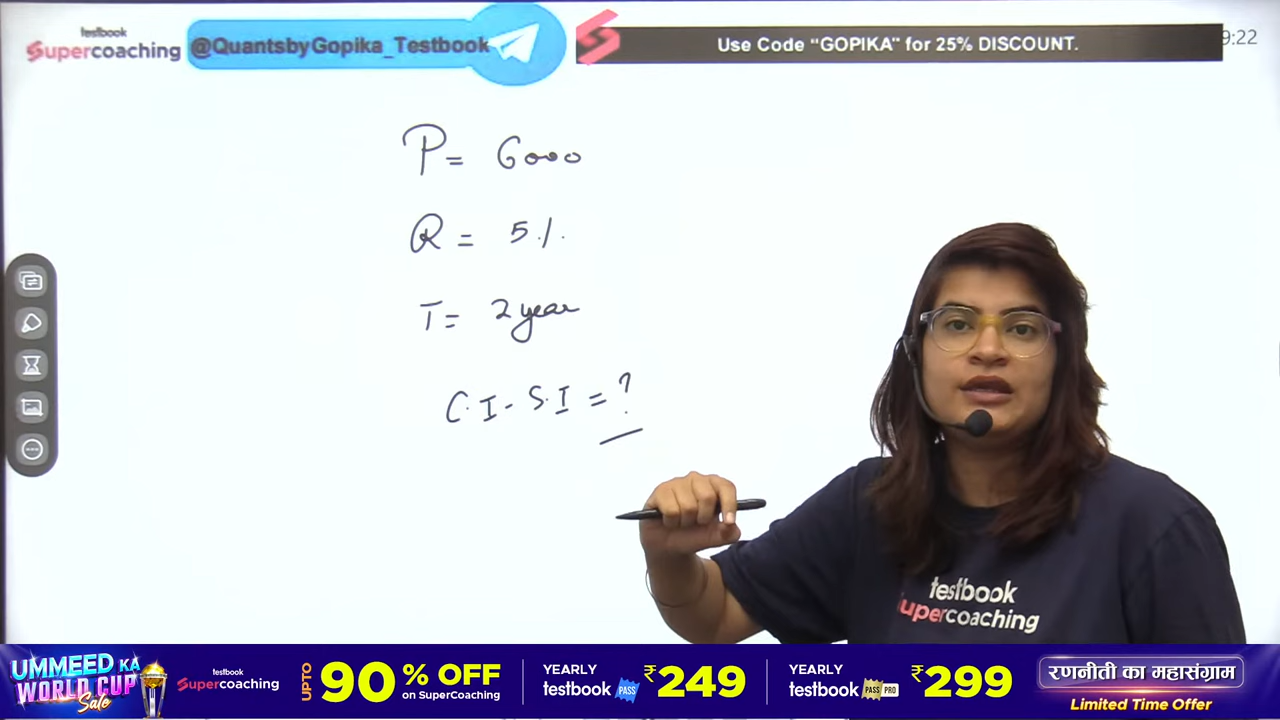 testbook
Supercoaching
@QuantsbyGopika_Testbook
Use Code “GOPIKA” for 25% DISCOUNT.
9:22
P = 6000
R = 5%
T = 2 year
C.I - S.I = ?
testbook
supercoaching
UMMEED KA
WORLD CUP
Sale
testbook
Supercoaching
UPTO
90% OFF
on SuperCoaching
YEARLY
testbook PASS
₹249
YEARLY
testbook PASS PRO
₹299
रणनीती का महासंग्राम
Limited Time Offer